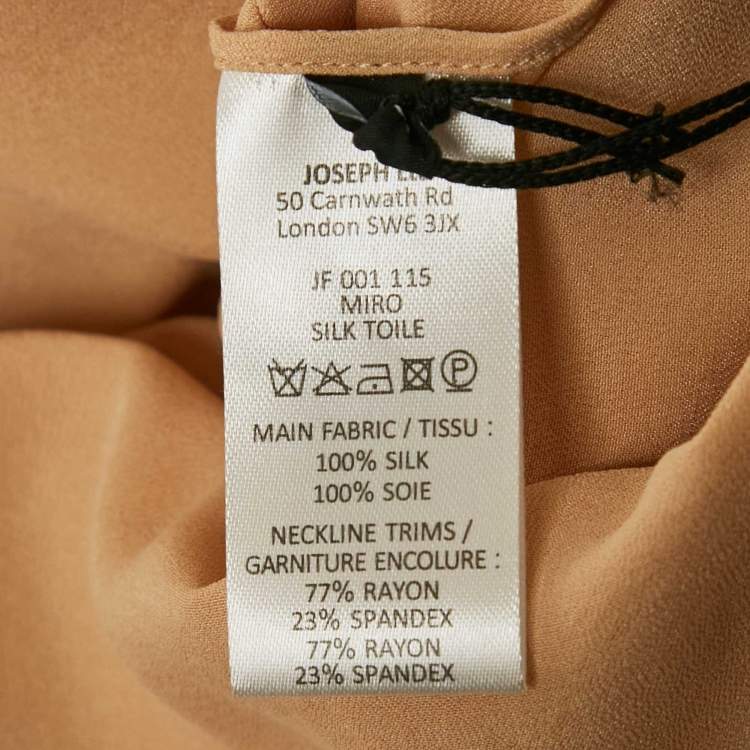 JOSEPH
50 Carnwath Rd
London SW6 3JX
JF 001 115
MIRO
SILK TOILE
P
MAIN FABRIC / TISSU :
100% SILK
100% SOIE
NECKLINE TRIMS /
GARNITURE ENCOLURE :
77% RAYON
23% SPANDEX
77% RAYON
23% SPANDEX